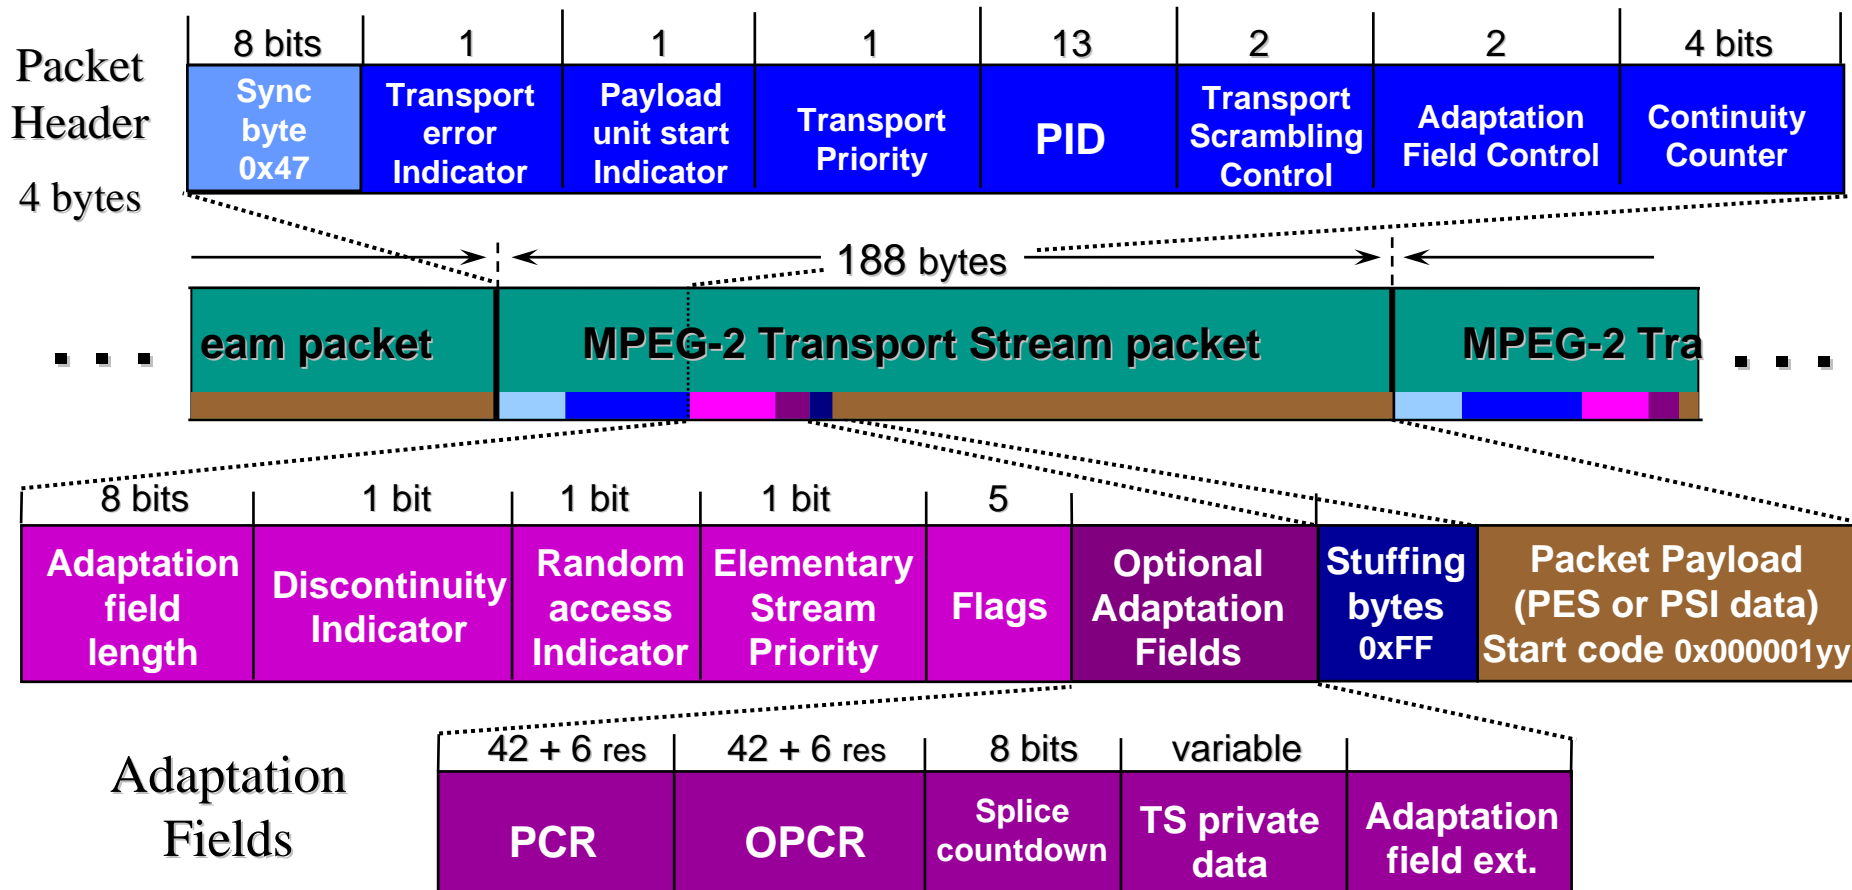 8 bits 1 1 1 13 2 2 4 bits
Packet
Header
4 bytes
Sync
byte
0x47
Transport
error
Indicator
Payload
unit start
Indicator
Transport
Priority
PID
Transport
Scrambling
Control
Adaptation
Field Control
Continuity
Counter
188 bytes
. . .
eam packet
MPEG-2 Transport Stream packet
MPEG-2 Tra
. . .
8 bits 1 bit 1 bit 1 bit 5
Adaptation
field
length
Discontinuity
Indicator
Random
access
Indicator
Elementary
Stream
Priority
Flags
Optional
Adaptation
Fields
Stuffing
bytes
0xFF
Packet Payload
(PES or PSI data)
Start code 0x000001yy
Adaptation
Fields
42 + 6 res 42 + 6 res 8 bits variable
PCR
OPCR
Splice
countdown
TS private
data
Adaptation
field ext.